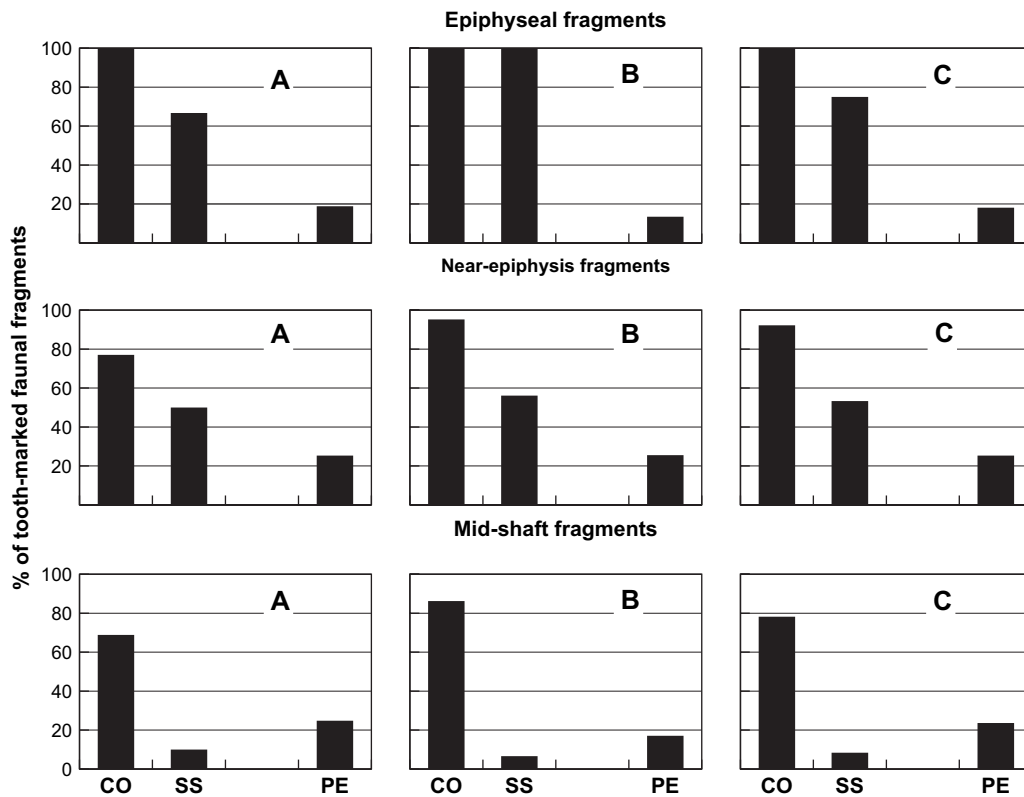 Epiphyseal fragments
100
80
60
40
20
A
B
C
% of tooth-marked faunal fragments
Near-epiphysis fragments
100
80
60
40
20
A
B
C
Mid-shaft fragments
100
80
60
40
20
0
A
B
C
CO SS PE CO SS PE CO SS PE